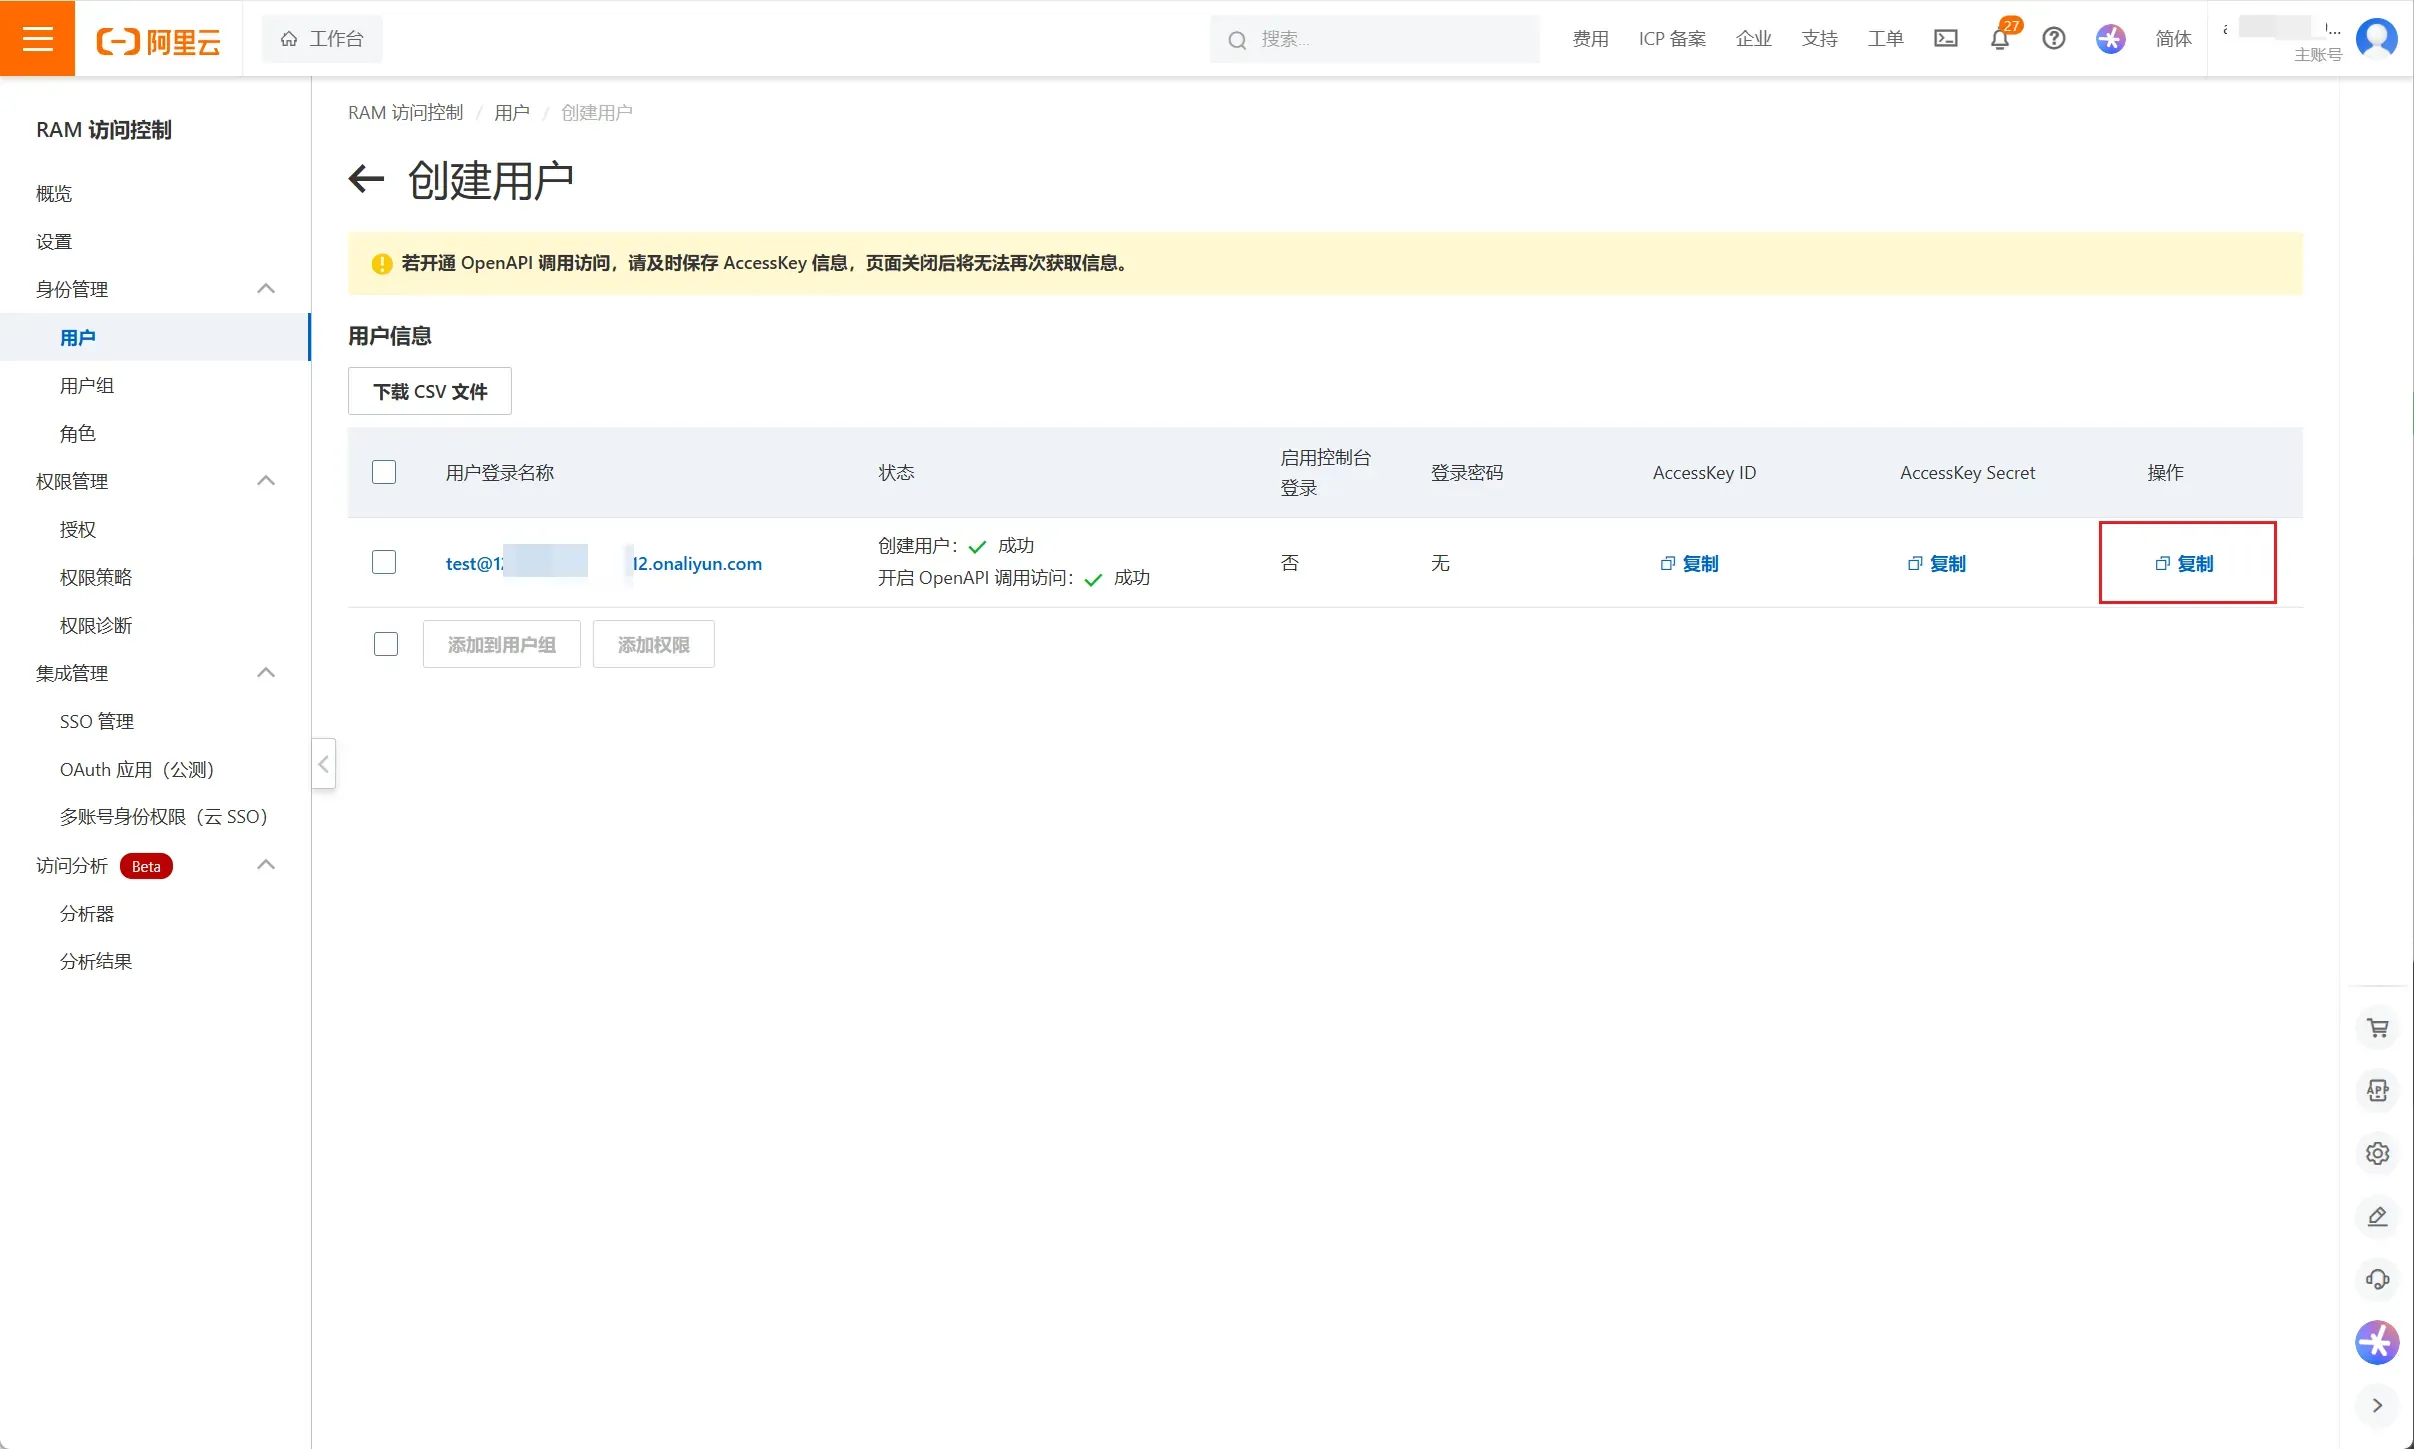 阿里云
工作台
搜索...
费用
ICP 备案
企业
支持
工单
27
简体
主账号
RAM 访问控制
概览
设置
身份管理
用户
用户组
角色
权限管理
授权
权限策略
权限诊断
集成管理
SSO 管理
OAuth 应用（公测）
多账号身份权限（云 SSO）
访问分析 Beta
分析器
分析结果
RAM 访问控制 / 用户 / 创建用户
创建用户
若开通 OpenAPI 调用访问，请及时保存 AccessKey 信息，页面关闭后将无法再次获取信息。
用户信息
下载 CSV 文件
用户登录名称
状态
启用控制台
登录
登录密码
AccessKey ID
AccessKey Secret
操作
test@1 12.onaliyun.com
创建用户： 成功
开启 OpenAPI 调用访问： 成功
否
无
复制
复制
复制
添加到用户组
添加权限
APP